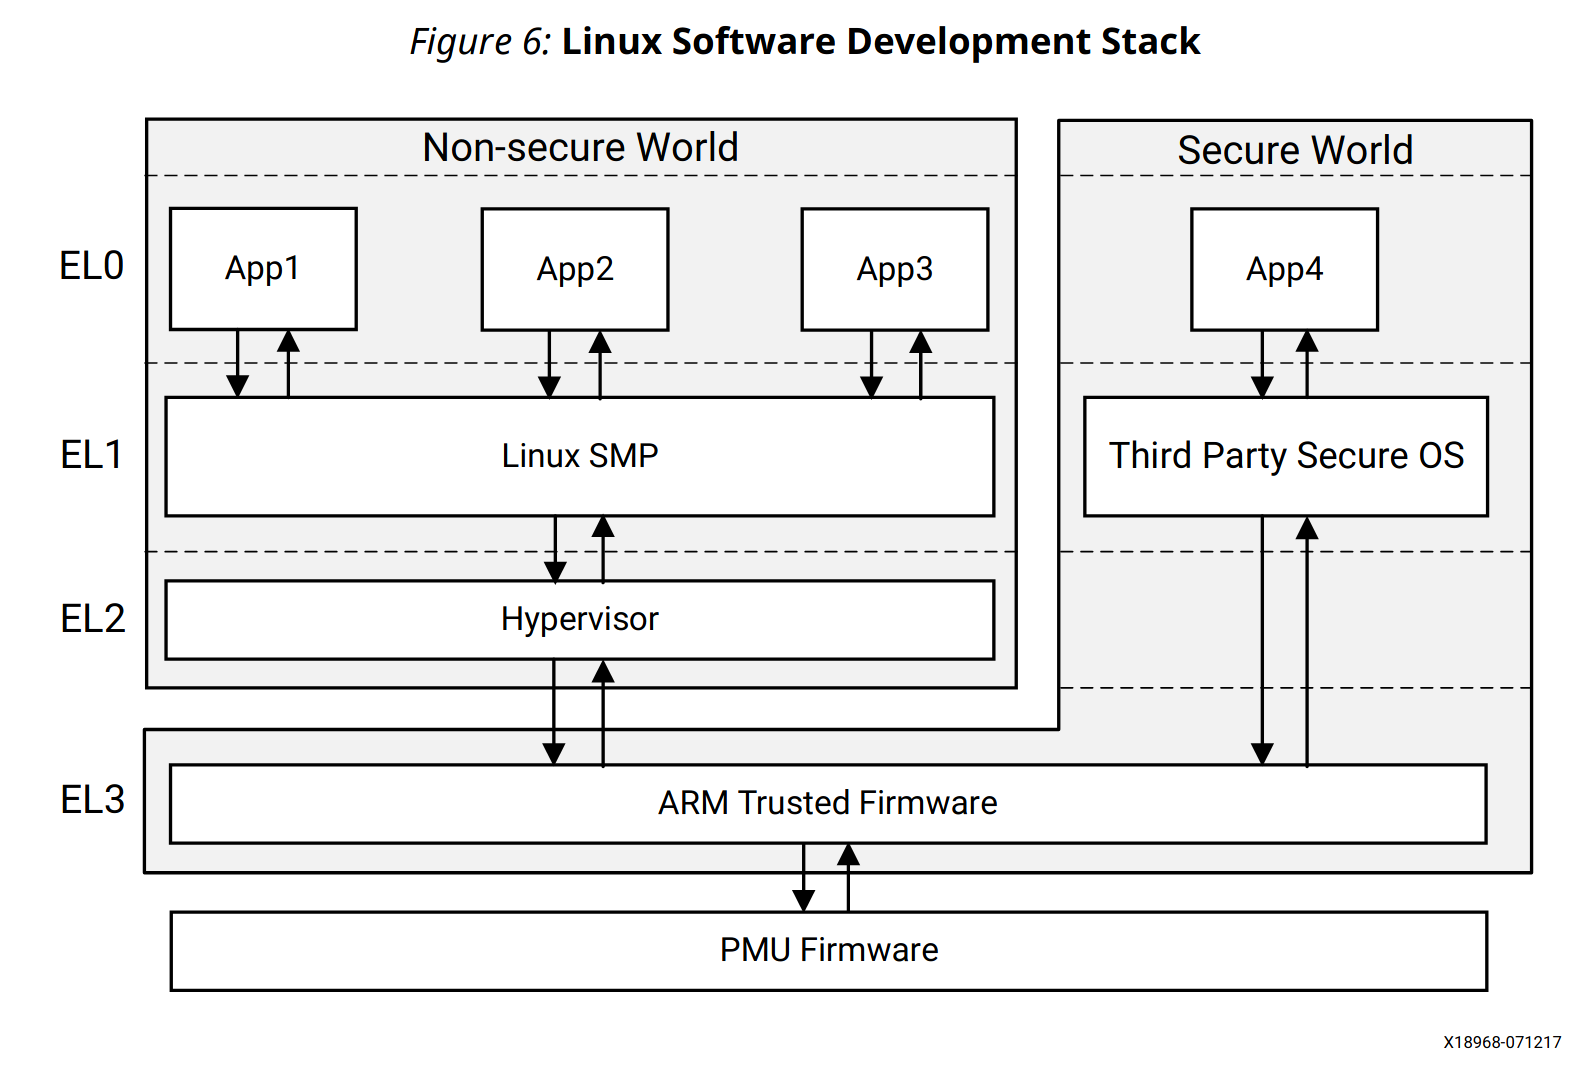 Figure 6: Linux Software Development Stack
Non-secure World
Secure World
EL0
App1
App2
App3
App4
EL1
Linux SMP
Third Party Secure OS
EL2
Hypervisor
EL3
ARM Trusted Firmware
PMU Firmware
X18968-071217